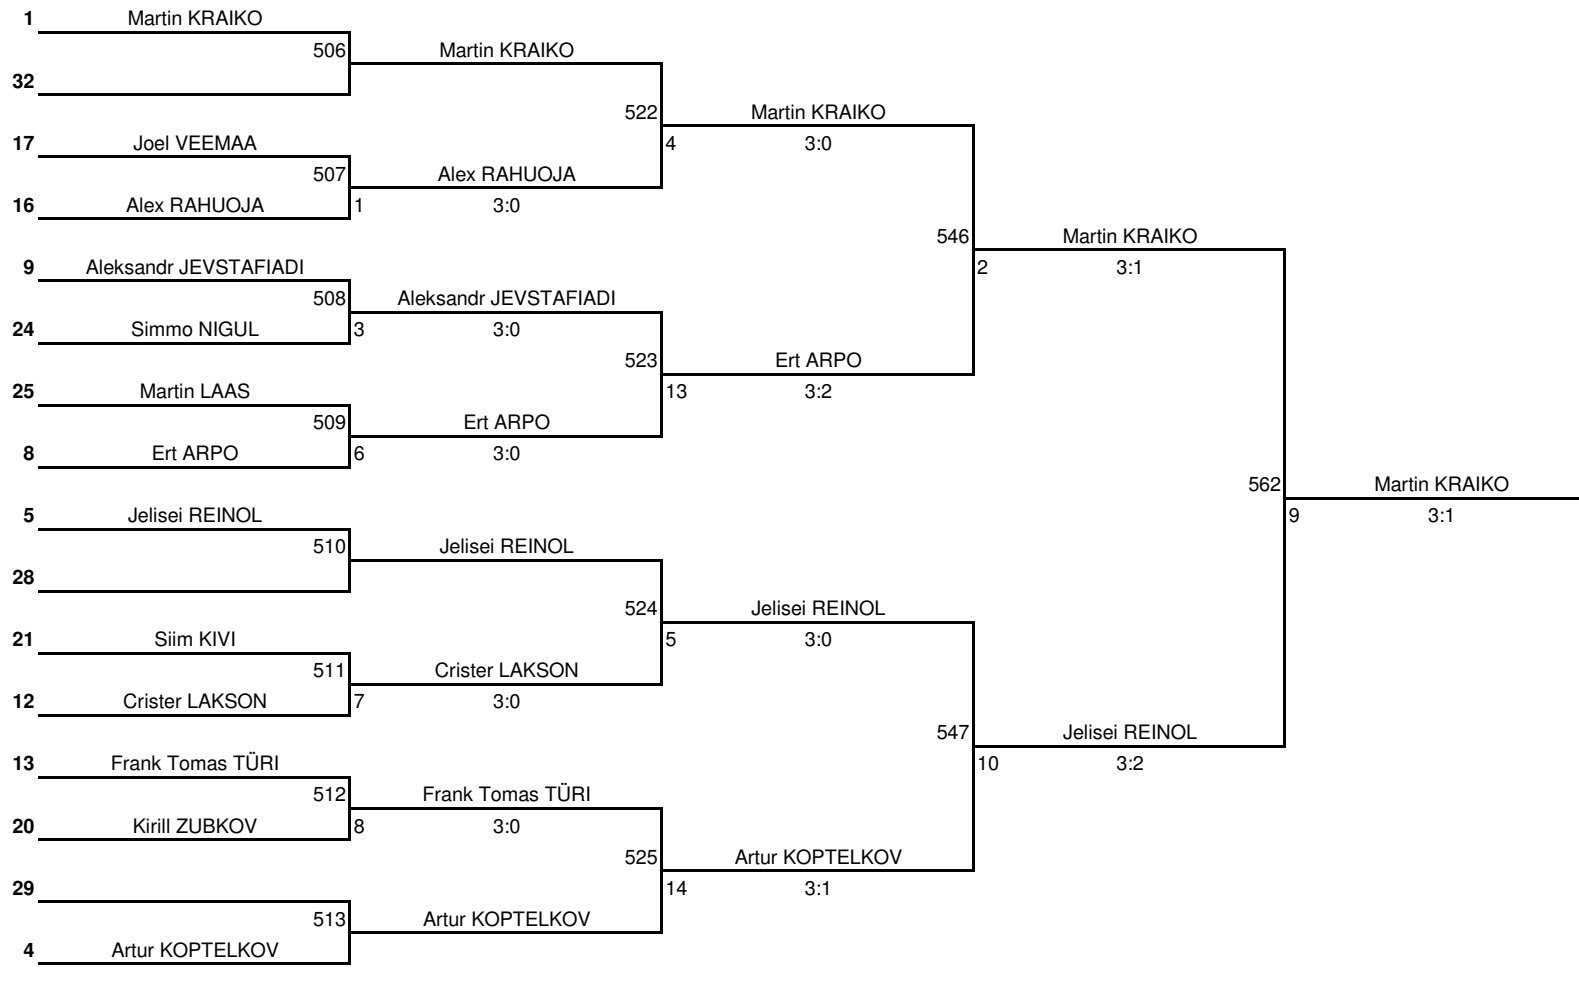 1 Martin KRAIKO
506 Martin KRAIKO
32
522 Martin KRAIKO
17 Joel VEEMAA
4 3:0
507 Alex RAHUOJA
16 Alex RAHUOJA 1 3:0
546 Martin KRAIKO
9 Aleksandr JEVSTAFIADI
2 3:1
508 Aleksandr JEVSTAFIADI
24 Simmo NIGUL 3 3:0
523 Ert ARPO
25 Martin LAAS
13 3:2
509 Ert ARPO
8 Ert ARPO 6 3:0
562 Martin KRAIKO
5 Jelisei REINOL
9 3:1
510 Jelisei REINOL
28
524 Jelisei REINOL
21 Siim KIVI
5 3:0
511 Crister LAKSON
12 Crister LAKSON 7 3:0
547 Jelisei REINOL
13 Frank Tomas TÜRI
10 3:2
512 Frank Tomas TÜRI
20 Kirill ZUBKOV 8 3:0
525 Artur KOPTELKOV
29
14 3:1
513 Artur KOPTELKOV
4 Artur KOPTELKOV